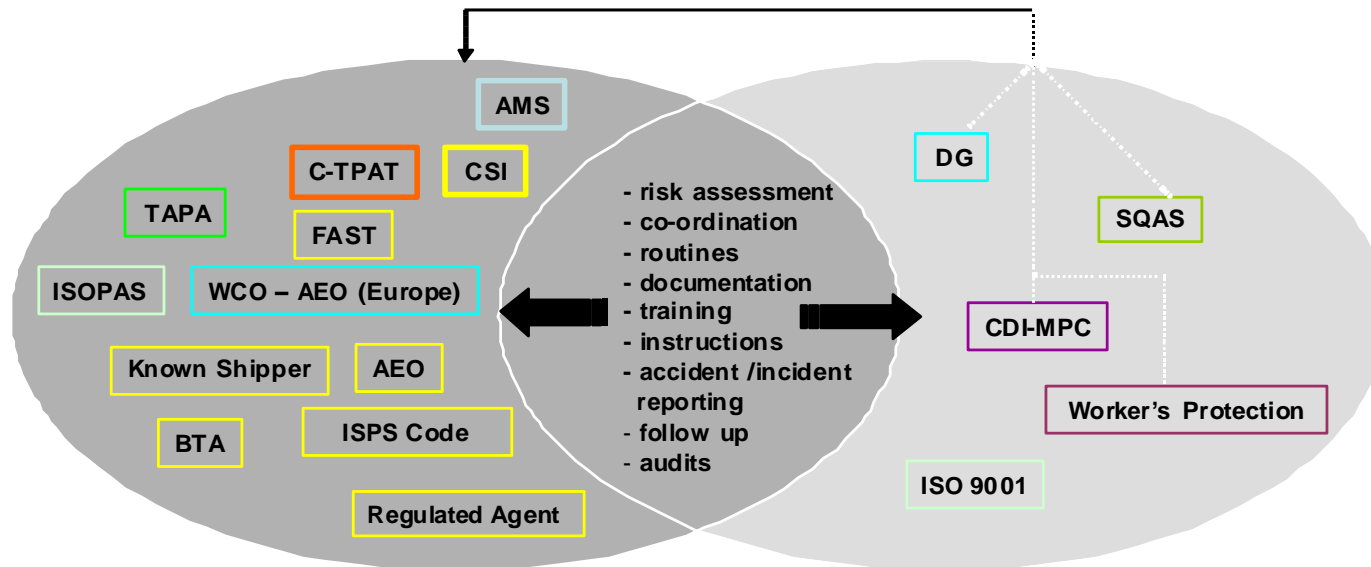 AMS
C-TPAT
CSI
TAPA
FAST
ISOPAS
WCO – AEO (Europe)
Known Shipper
AEO
BTA
ISPS Code
Regulated Agent
- risk assessment
- co-ordination
- routines
- documentation
- training
- instructions
- accident /incident
reporting
- follow up
- audits
DG
SQAS
CDI-MPC
Worker’s Protection
ISO 9001